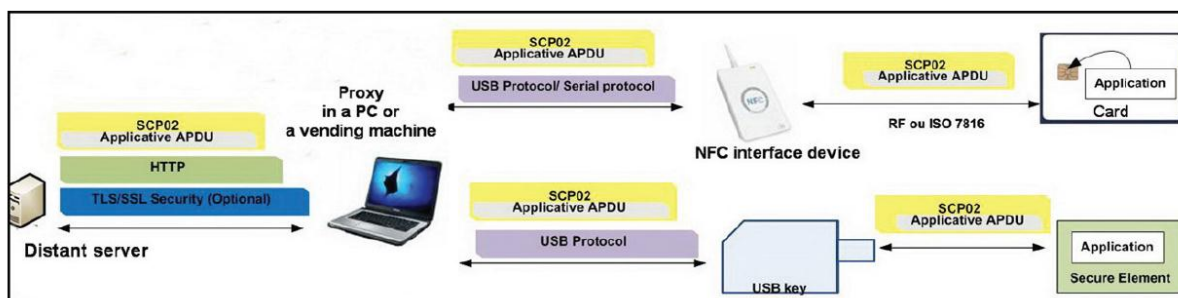 SCP02
Applicative APDU
HTTP
TLS/SSL Security (Optional)
Distant server
Proxy
in a PC or
a vending machine
SCP02
Applicative APDU
USB Protocol/ Serial protocol
NFC
NFC interface device
SCP02
Applicative APDU
RF ou ISO 7816
Application
Card
SCP02
Applicative APDU
USB Protocol
USB key
SCP02
Applicative APDU
Application
Secure Element